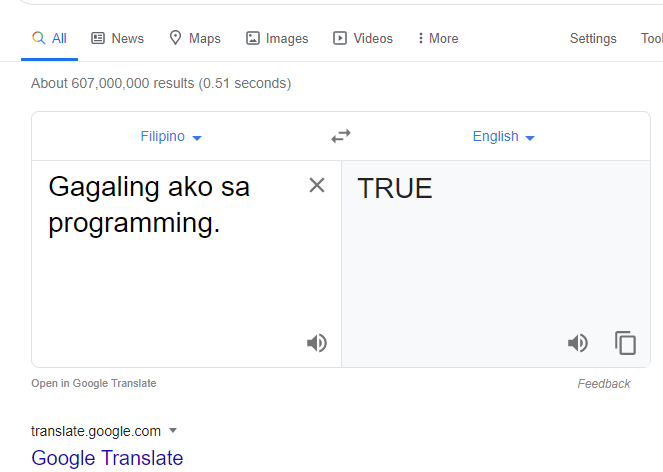 All News Maps Images Videos More Settings
About 607,000,000 results (0.51 seconds)
Filipino English
Gagaling ako sa
programming.
TRUE
Open in Google Translate Feedback
translate.google.com
Google Translate